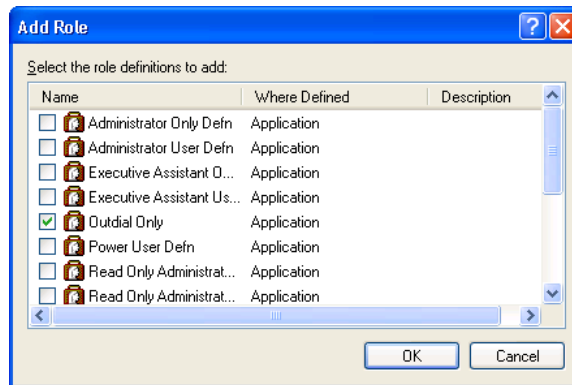 Add Role
Select the role definitions to add:
Name Where Defined Description
Administrator Only Defn Application
Administrator User Defn Application
Executive Assistant O... Application
Executive Assistant Us... Application
Outdial Only Application
Power User Defn Application
Read Only Administrat... Application
Read Only Administrat... Application
OK Cancel